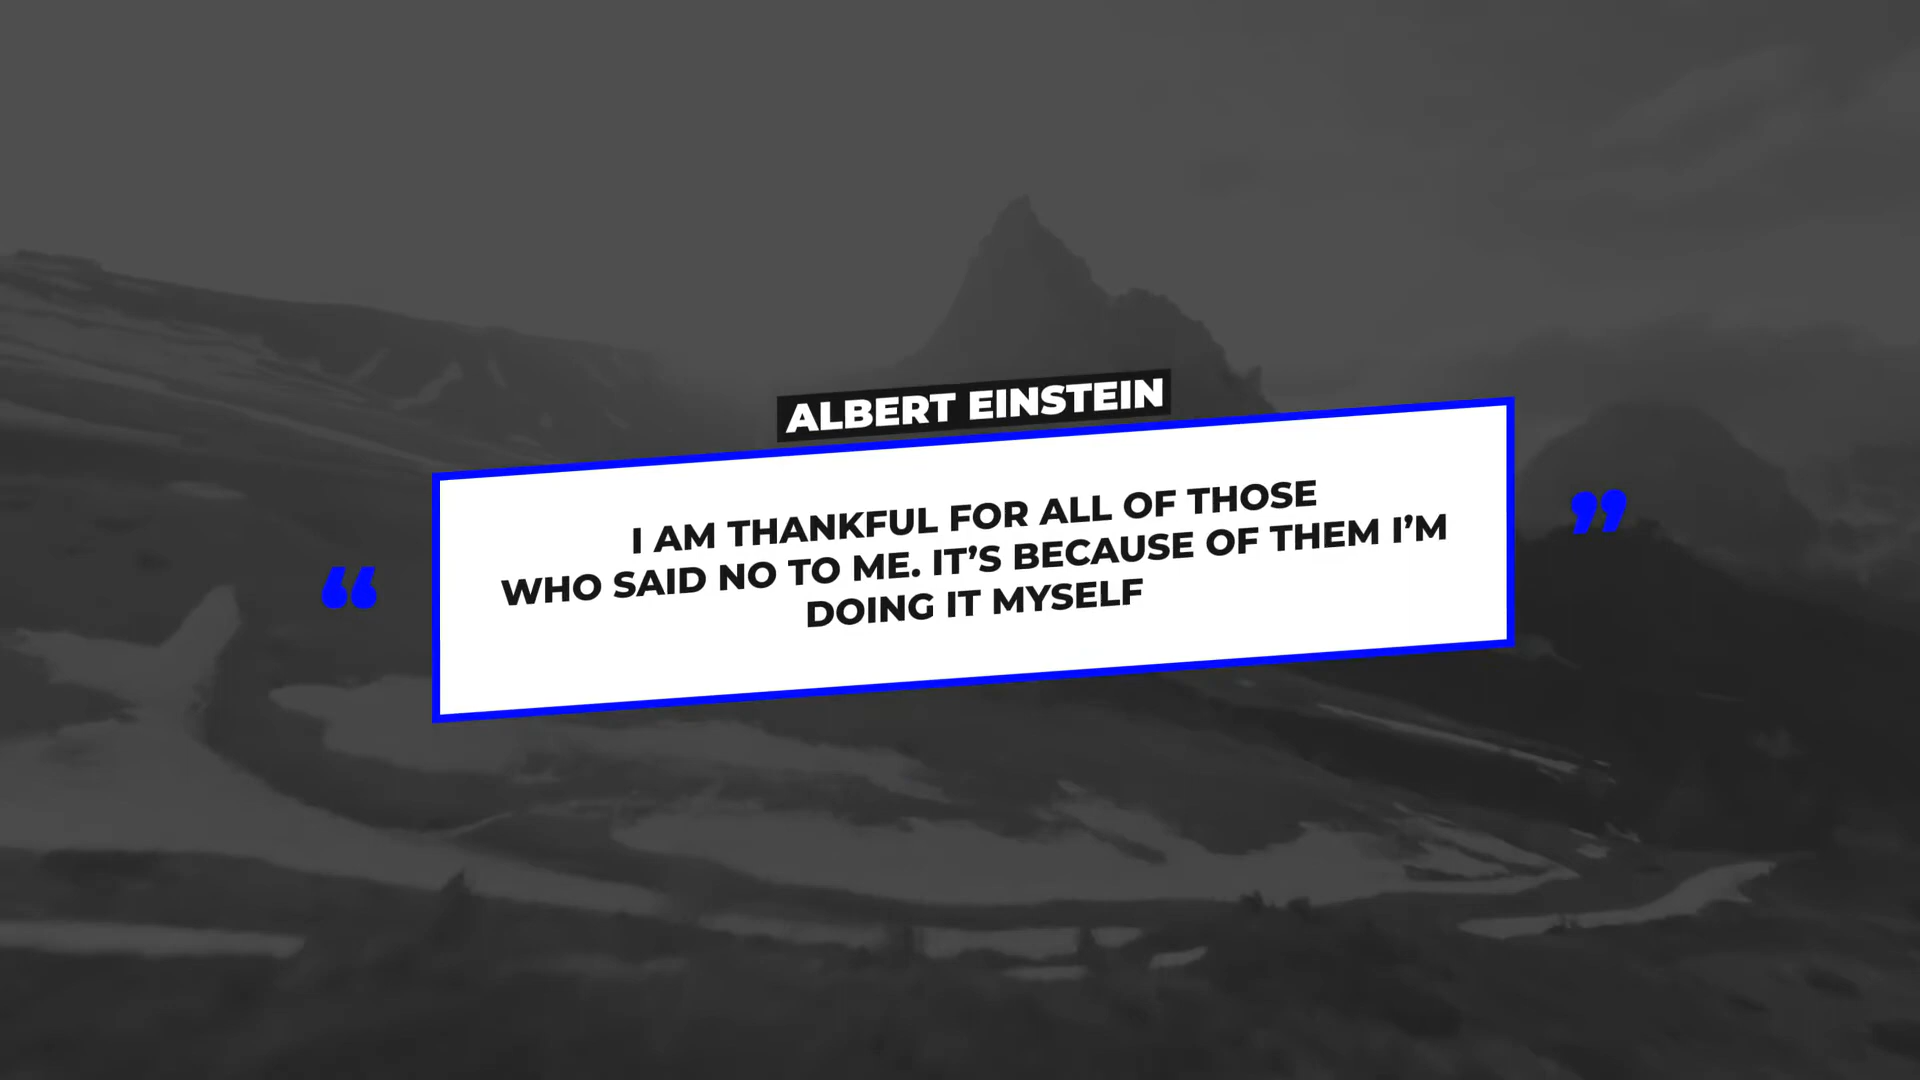 ALBERT EINSTEIN
“
I AM THANKFUL FOR ALL OF THOSE
WHO SAID NO TO ME. IT’S BECAUSE OF THEM I’M
DOING IT MYSELF
”